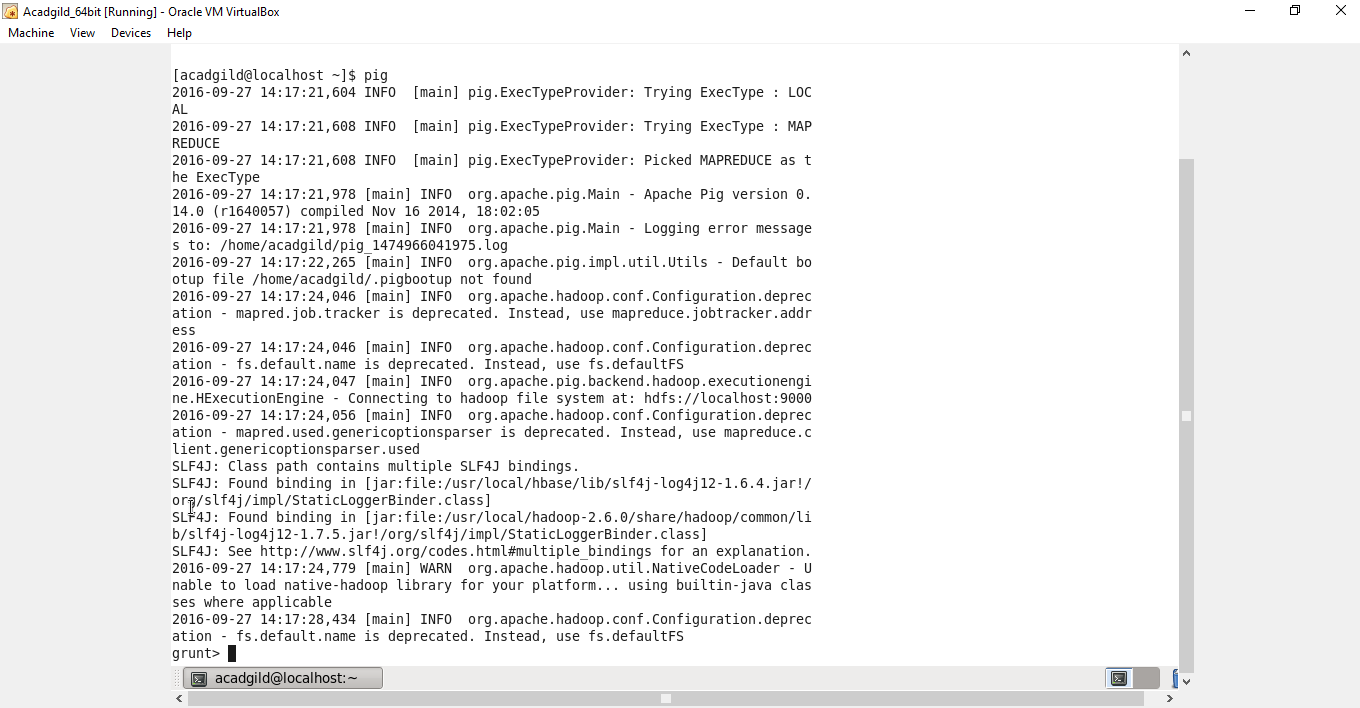 Acadgild_64bit [Running] - Oracle VM VirtualBox
Machine View Devices Help
[acadgild@localhost ~]$ pig
2016-09-27 14:17:21,604 INFO  [main] pig.ExecTypeProvider: Trying ExecType : LOC
AL
2016-09-27 14:17:21,608 INFO  [main] pig.ExecTypeProvider: Trying ExecType : MAP
REDUCE
2016-09-27 14:17:21,608 INFO  [main] pig.ExecTypeProvider: Picked MAPREDUCE as t
he ExecType
2016-09-27 14:17:21,978 [main] INFO  org.apache.pig.Main - Apache Pig version 0.
14.0 (r1640057) compiled Nov 16 2014, 18:02:05
2016-09-27 14:17:21,978 [main] INFO  org.apache.pig.Main - Logging error message
s to: /home/acadgild/pig_1474966041975.log
2016-09-27 14:17:22,265 [main] INFO  org.apache.pig.impl.util.Utils - Default bo
otup file /home/acadgild/.pigbootup not found
2016-09-27 14:17:24,046 [main] INFO  org.apache.hadoop.conf.Configuration.deprec
ation - mapred.job.tracker is deprecated. Instead, use mapreduce.jobtracker.addr
ess
2016-09-27 14:17:24,046 [main] INFO  org.apache.hadoop.conf.Configuration.deprec
ation - fs.default.name is deprecated. Instead, use fs.defaultFS
2016-09-27 14:17:24,047 [main] INFO  org.apache.pig.backend.hadoop.executionengi
ne.HExecutionEngine - Connecting to hadoop file system at: hdfs://localhost:9000
2016-09-27 14:17:24,056 [main] INFO  org.apache.hadoop.conf.Configuration.deprec
ation - mapred.used.genericoptionsparser is deprecated. Instead, use mapreduce.c
lient.genericoptionsparser.used
SLF4J: Class path contains multiple SLF4J bindings.
SLF4J: Found binding in [jar:file:/usr/local/hbase/lib/slf4j-log4j12-1.6.4.jar!/
org/slf4j/impl/StaticLoggerBinder.class]
SLF4J: Found binding in [jar:file:/usr/local/hadoop-2.6.0/share/hadoop/common/li
b/slf4j-log4j12-1.7.5.jar!/org/slf4j/impl/StaticLoggerBinder.class]
SLF4J: See http://www.slf4j.org/codes.html#multiple_bindings for an explanation.
2016-09-27 14:17:24,779 [main] WARN  org.apache.hadoop.util.NativeCodeLoader - U
nable to load native-hadoop library for your platform... using builtin-java clas
ses where applicable
2016-09-27 14:17:28,434 [main] INFO  org.apache.hadoop.conf.Configuration.deprec
ation - fs.default.name is deprecated. Instead, use fs.defaultFS
grunt>
acadgild@localhost:~